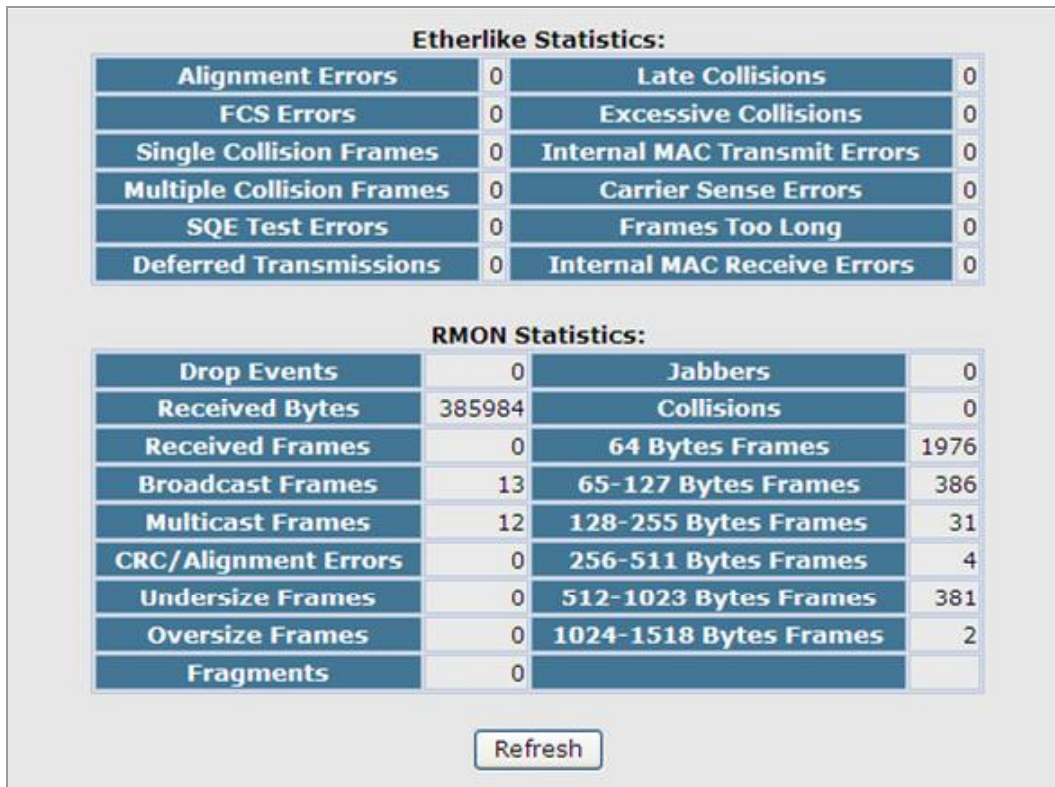 Etherlike Statistics:
Alignment Errors 0 Late Collisions 0
FCS Errors 0 Excessive Collisions 0
Single Collision Frames 0 Internal MAC Transmit Errors 0
Multiple Collision Frames 0 Carrier Sense Errors 0
SQE Test Errors 0 Frames Too Long 0
Deferred Transmissions 0 Internal MAC Receive Errors 0
RMON Statistics:
Drop Events 0 Jabbers 0
Received Bytes 385984 Collisions 0
Received Frames 0 64 Bytes Frames 1976
Broadcast Frames 13 65-127 Bytes Frames 386
Multicast Frames 12 128-255 Bytes Frames 31
CRC/Alignment Errors 0 256-511 Bytes Frames 4
Undersize Frames 0 512-1023 Bytes Frames 381
Oversize Frames 0 1024-1518 Bytes Frames 2
Fragments 0
Refresh